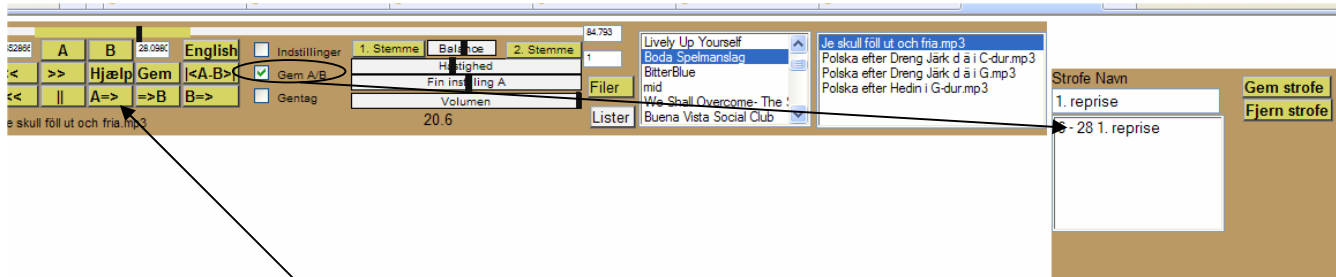 A B 28.098 English
<< >> Hjælp Gem |<A-B>|
<< || A=> =>B B=>
e skull föll ut och fria.mp3
Indstillinger
Gem A/B
Gentag
1. Stemme Balance 2. Stemme
Hastighed
Fin instilling A
Volumen
20.6
84.793
1
Filer
Lister
Lively Up Yourself
Boda Spelmanslag
BitterBlue
mid
We Shall Overcome- The S
Buena Vista Social Club
Je skull föll ut och fria.mp3
Polska efter Dreng Järk d ä i C-dur.mp3
Polska efter Dreng Järk d ä i G.mp3
Polska efter Hedin i G-dur.mp3
Strofe Navn
1. reprise
- 28 1. reprise
Gem strofe
Fjern strofe